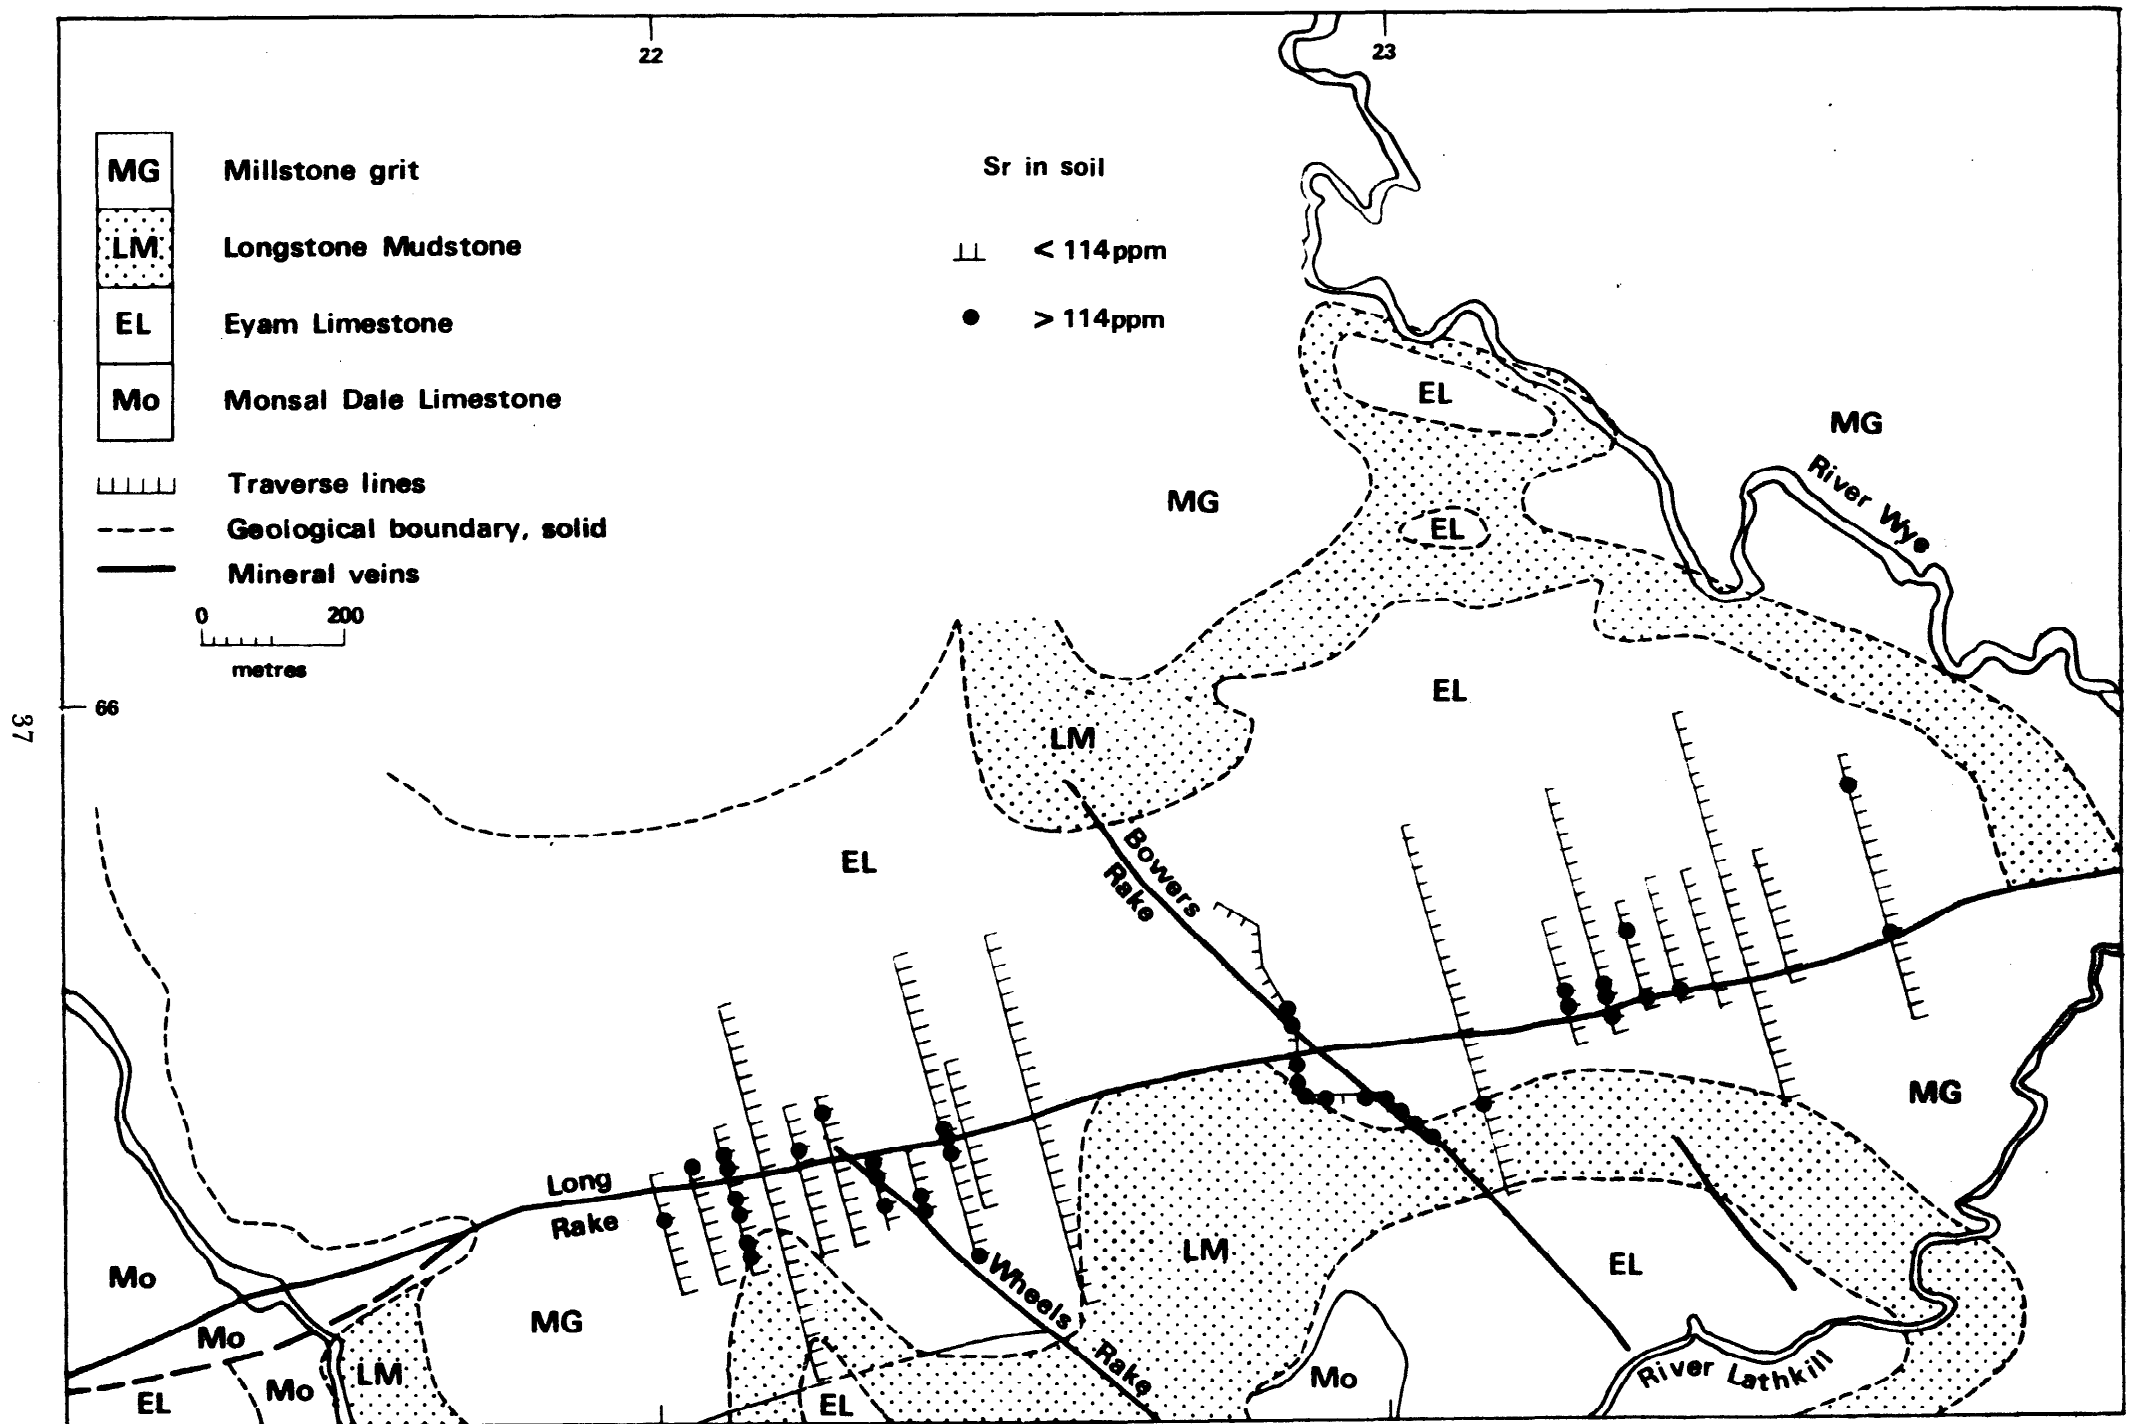 22
23
MG Millstone grit
LM Longstone Mudstone
EL Eyam Limestone
Mo Monsal Dale Limestone
Traverse lines
Geological boundary, solid
Mineral veins
0 200
metres
Sr in soil
< 114ppm
> 114ppm
EL
MG
River Wye
MG
EL
EL
66
37
LM
EL
Bowers
Rake
MG
Long
Rake
Mo
MG
LM
EL
Wheels
Rake
Mo
LM
Mo
Mo
EL
EL
River Lathkill